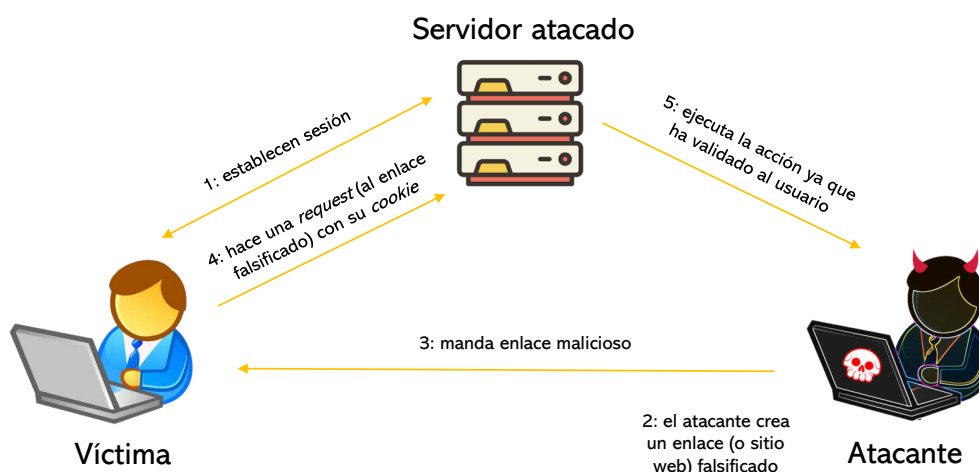 Servidor atacado
1: establecen sesión
4: hace una request (al enlace
falsificado) con su cookie
5: ejecuta la acción ya que
ha validado al usuario
3: manda enlace malicioso
2: el atacante crea
un enlace (o sitio
web) falsificado
Víctima
Atacante